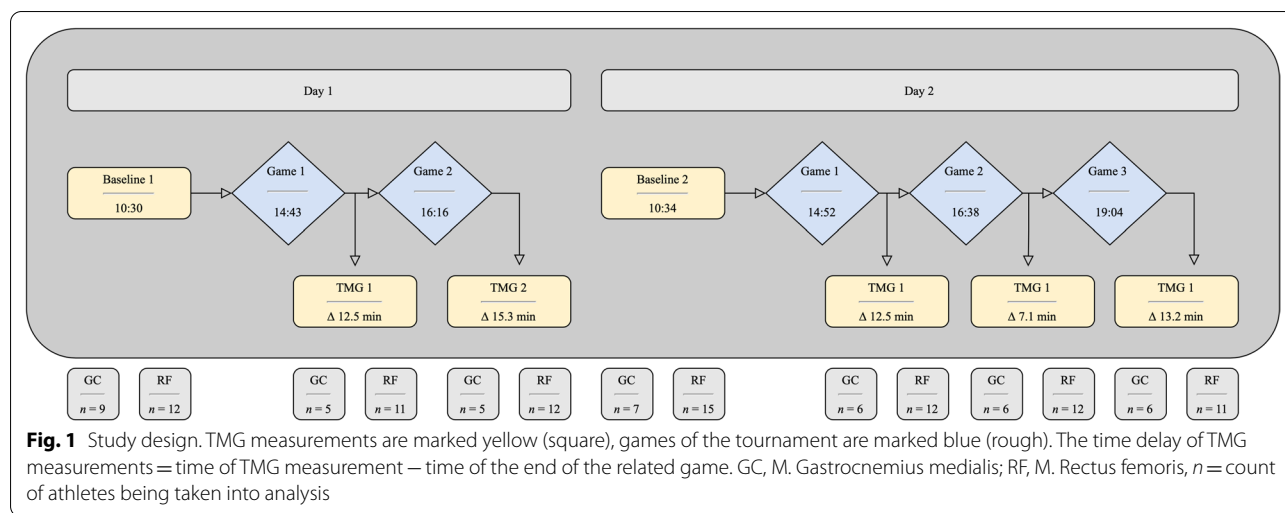 Day 1
Day 2
Baseline 1
10:30
Game 1
14:43
Game 2
16:16
Baseline 2
10:34
Game 1
14:52
Game 2
16:38
Game 3
19:04
TMG 1
Δ 12.5 min
TMG 2
Δ 15.3 min
TMG 1
Δ 12.5 min
TMG 1
Δ 7.1 min
TMG 1
Δ 13.2 min
GC
n = 9
RF
n = 12
GC
n = 5
RF
n = 11
GC
n = 5
RF
n = 12
GC
n = 7
RF
n = 15
GC
n = 6
RF
n = 12
GC
n = 6
RF
n = 12
GC
n = 6
RF
n = 11
Fig. 1 Study design. TMG measurements are marked yellow (square), games of the tournament are marked blue (rough). The time delay of TMG
measurements = time of TMG measurement − time of the end of the related game. GC, M. Gastrocnemius medialis; RF, M. Rectus femoris, n = count
of athletes being taken into analysis